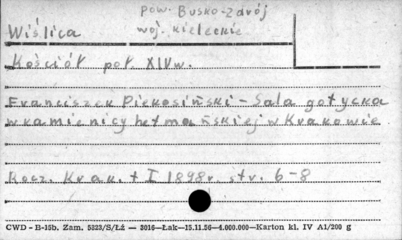 pow. Busko-Zdrój
Wiślica woj. kieleckie
Kościół poł. XIV w.
Franciszek Piekosiński - Sala gotycka
w kamienicy hetmańskiej w Krakowie
Rocz. Krak. t I 1898r. str. 6-8
CWD - B-15b. Zam. 5323/S/Łź — 3016—Łak—15.11.56—4.000.000—Karton kl. IV A1/200 g